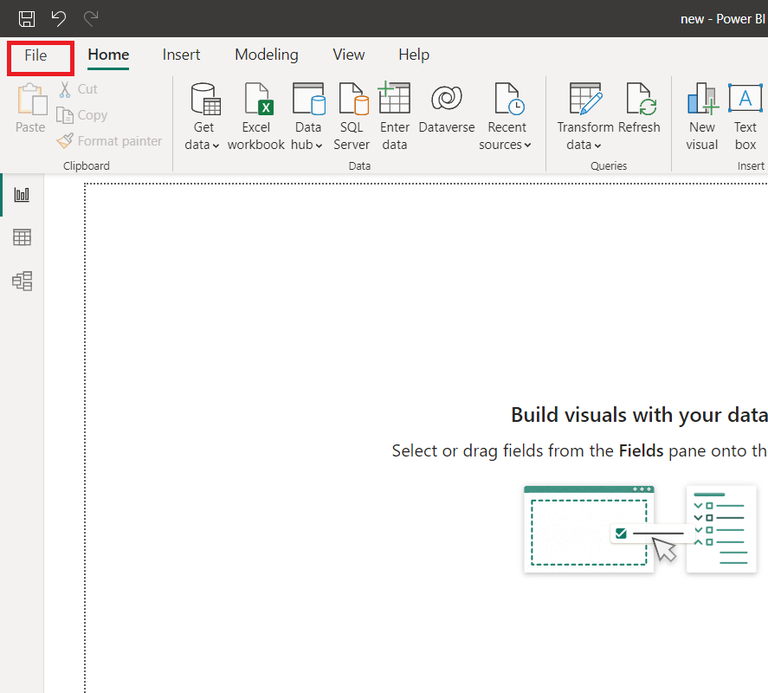 new - Power BI
File Home Insert Modeling View Help
Paste
Cut
Copy
Format painter
Clipboard
Get
data
Excel
workbook
Data
hub
SQL
Server
Enter
data
Dataverse
Recent
sources
Data
Transform
data
Refresh
Queries
New
visual
Text
box
Insert
Build visuals with your data
Select or drag fields from the Fields pane onto th